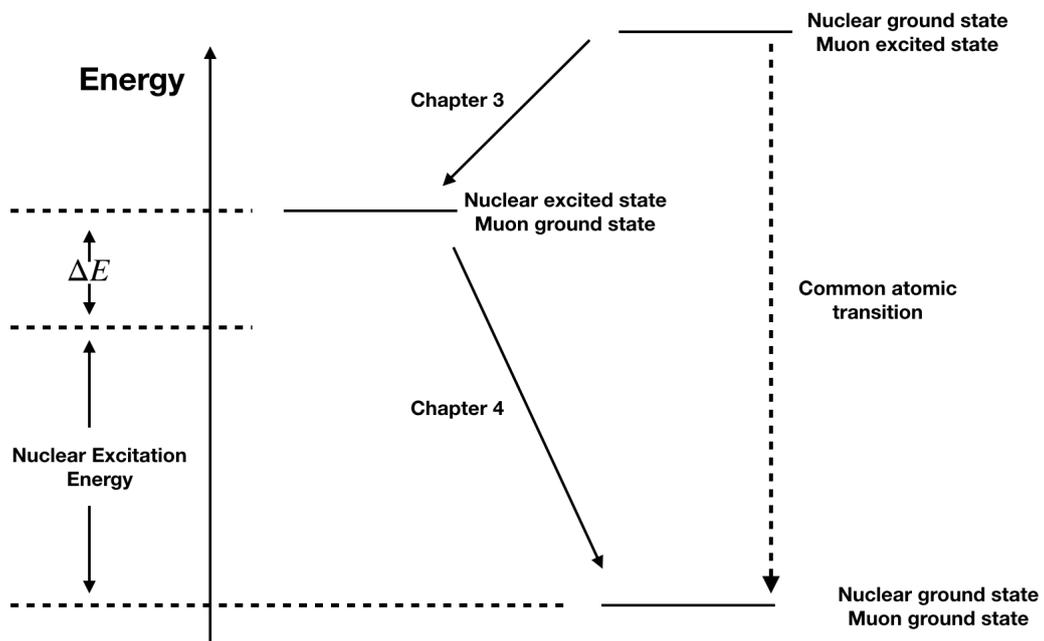 Nuclear ground state
Muon excited state
Energy
Chapter 3
Nuclear excited state
Muon ground state
ΔE
Common atomic
transition
Chapter 4
Nuclear Excitation
Energy
Nuclear ground state
Muon ground state